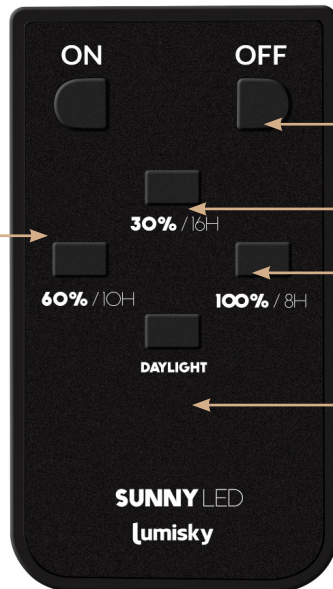 ON OFF
30% / 16H
60% / 10H 100% / 8H
DAYLIGHT
SUNNY LED
lumisky